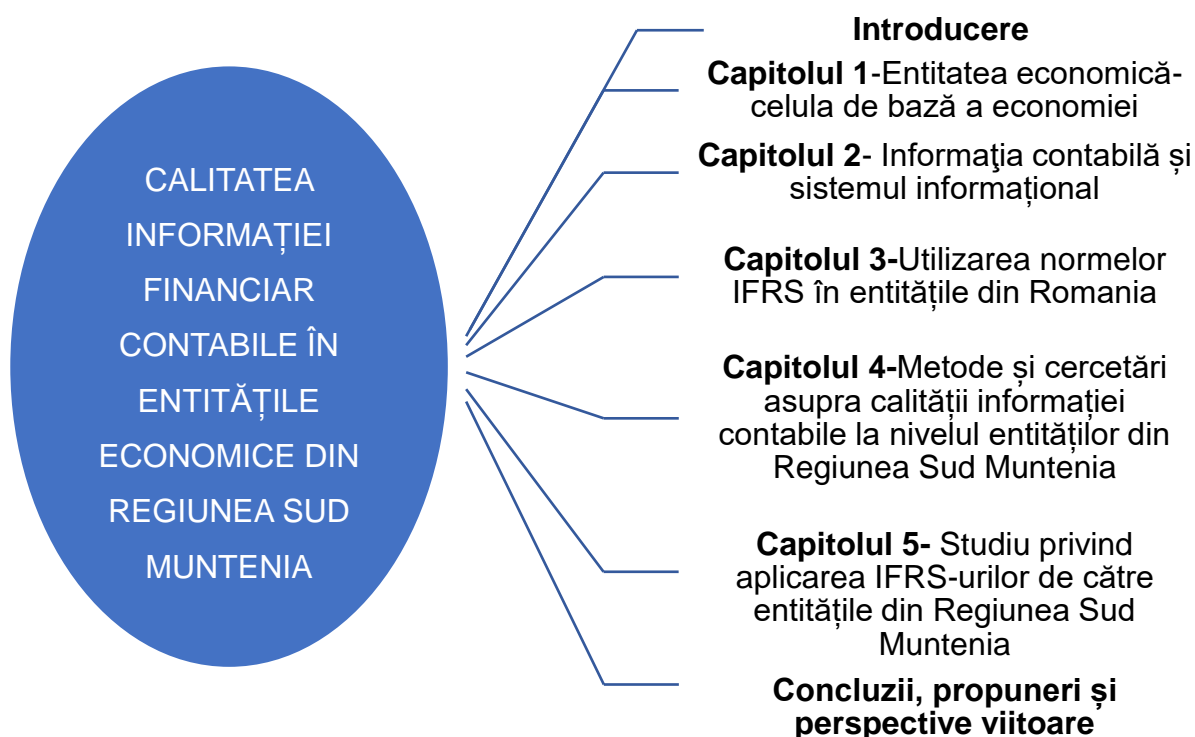 CALITATEA
INFORMAȚIEI
FINANCIAR
CONTABILE ÎN
ENTITĂȚILE
ECONOMICE DIN
REGIUNEA SUD
MUNTENIA
Introducere
Capitolul 1-Entitatea economică-
celula de bază a economiei
Capitolul 2- Informaţia contabilă și
sistemul informațional
Capitolul 3-Utilizarea normelor
IFRS în entitățile din Romania
Capitolul 4-Metode și cercetări
asupra calității informației
contabile la nivelul entităților din
Regiunea Sud Muntenia
Capitolul 5- Studiu privind
aplicarea IFRS-urilor de către
entitățile din Regiunea Sud
Muntenia
Concluzii, propuneri și
perspective viitoare